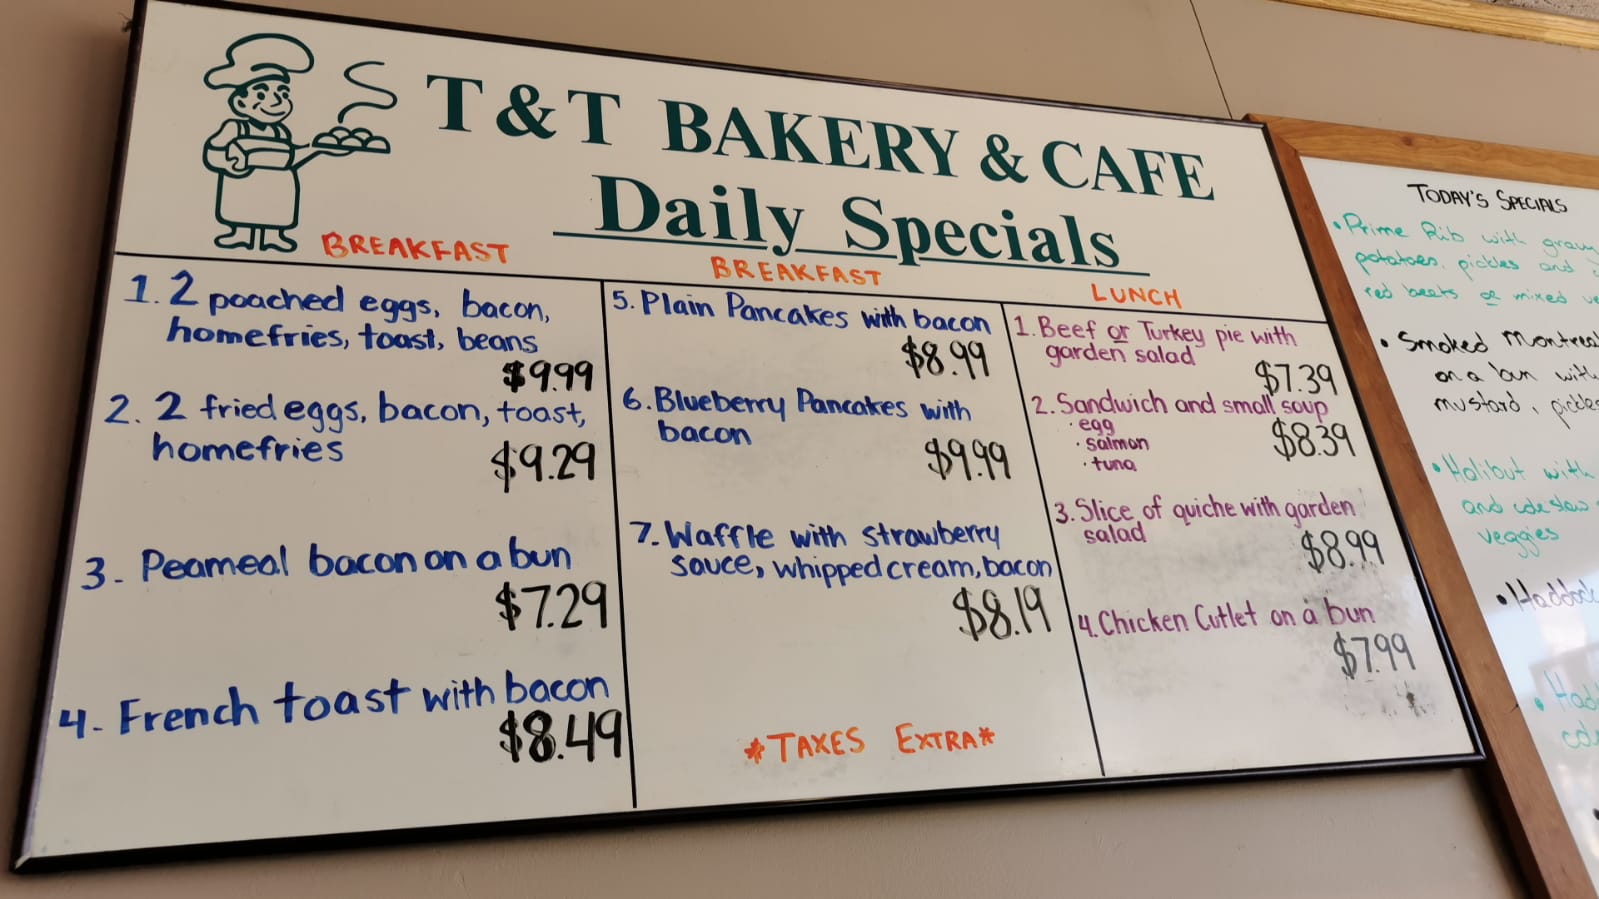 T & T BAKERY & CAFE
Daily Specials
BREAKFAST
1. 2 poached eggs, bacon,
homefries, toast, beans
$9.99
2. 2 fried eggs, bacon, toast,
homefries
$9.29
3. Peameal bacon on a bun
$7.29
4. French toast with bacon
$8.49
BREAKFAST
5. Plain Pancakes with bacon
$8.99
6. Blueberry Pancakes with
bacon
$9.99
7. Waffle with strawberry
sauce, whipped cream, bacon
$8.19
*TAXES EXTRA*
LUNCH
1. Beef or Turkey pie with
garden salad
$7.39
2. Sandwich and small soup
• egg
$8.39
• salmon
• tuna
3. Slice of quiche with garden
salad
$8.99
4. Chicken Cutlet on a bun
$7.99
TODAY'S SPECIALS
• Prime Rib with gravy
potatoes, pickles and
red beets or mixed
• Smoked Montreal
on a bun with
mustard, pickles
• Halibut with
and coleslaw
veggies
• Haddock